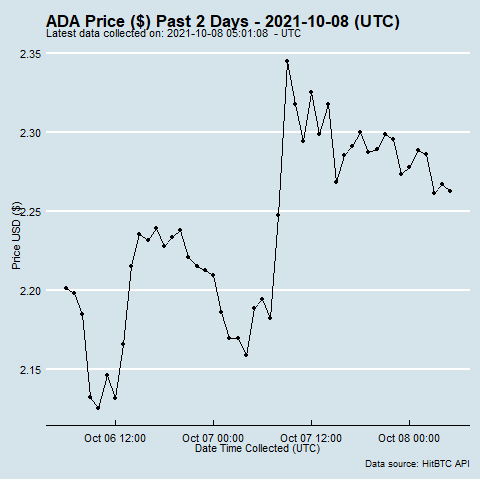 ADA Price ($) Past 2 Days - 2021-10-08 (UTC)
Latest data collected on: 2021-10-08 05:01:08  - UTC
2.35
2.30
2.25
2.20
2.15
Price USD ($)
Oct 06 12:00
Oct 07 00:00
Oct 07 12:00
Oct 08 00:00
Date Time Collected (UTC)
Data source: HitBTC API